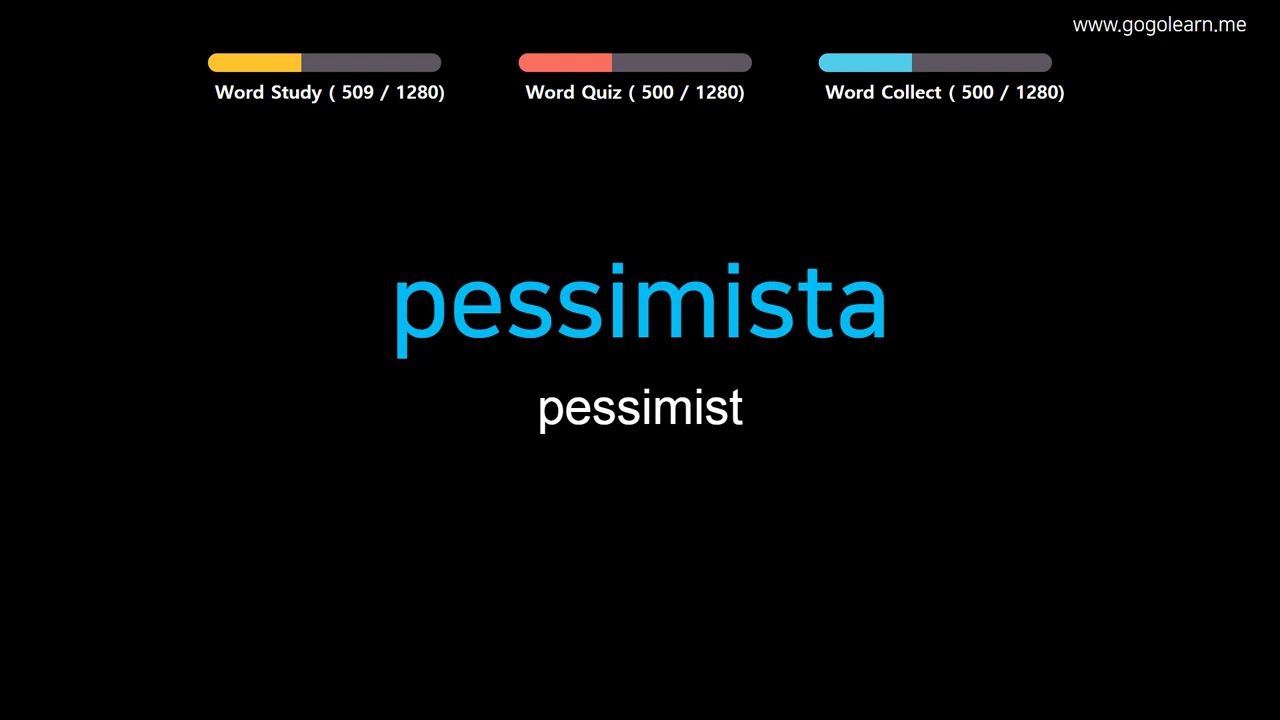 www.gogolearn.me
Word Study ( 509 / 1280)
Word Quiz ( 500 / 1280)
Word Collect ( 500 / 1280)
pessimista
pessimist